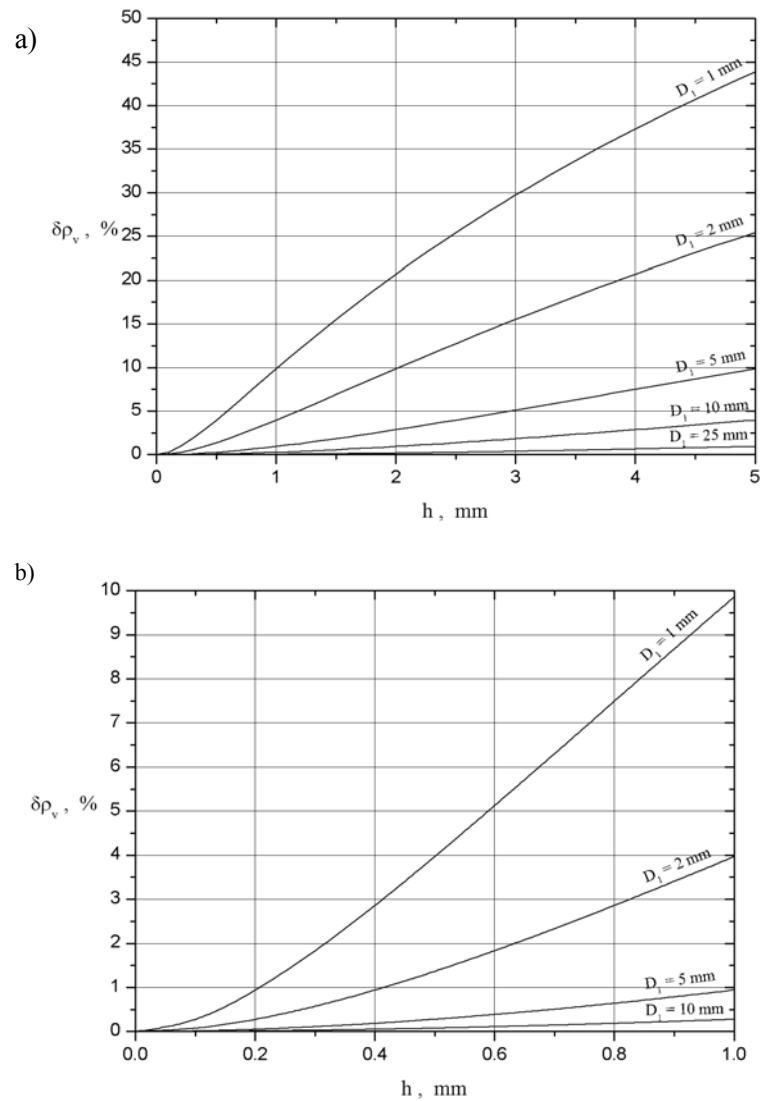 a)
50
45
40
35
30
25
20
15
10
5
0
δρᵥ , %
D₁ = 1 mm
D₁ = 2 mm
D₁ = 5 mm
D₁ = 10 mm
D₁ = 25 mm
0 1 2 3 4 5
h , mm
b)
10
9
8
7
6
5
4
3
2
1
0
δρᵥ , %
D₁ = 1 mm
D₁ = 2 mm
D₁ = 5 mm
D₁ = 10 mm
0.0 0.2 0.4 0.6 0.8 1.0
h , mm